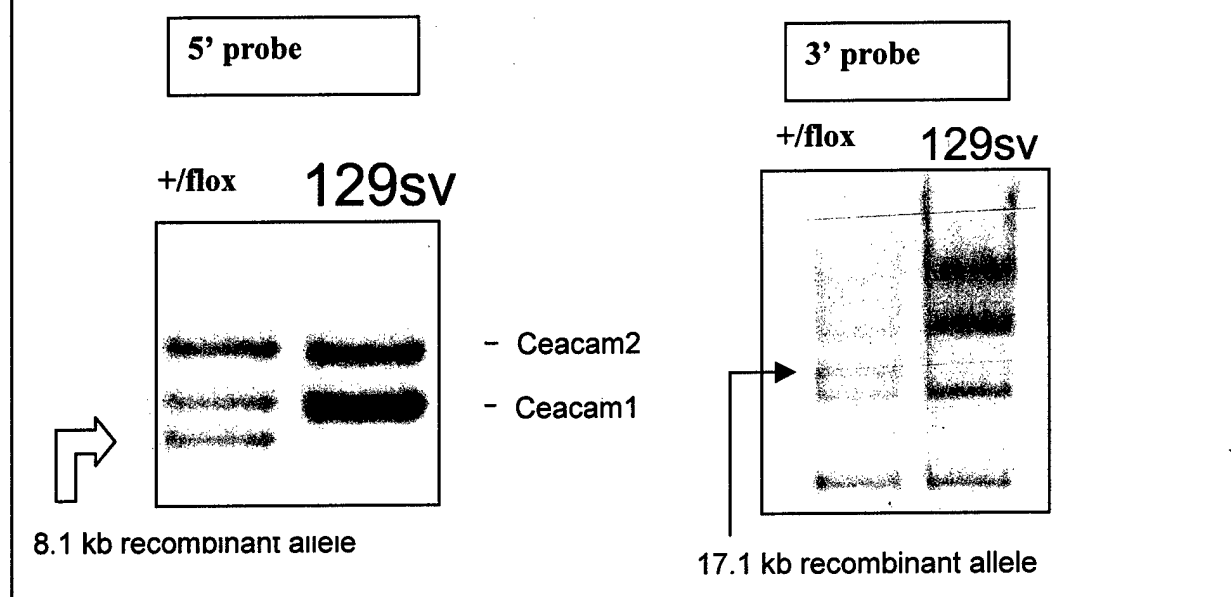 5’ probe
+/flox 129sv
- Ceacam2
- Ceacam1
8.1 kb recombinant allele
3’ probe
+/flox 129sv
17.1 kb recombinant allele